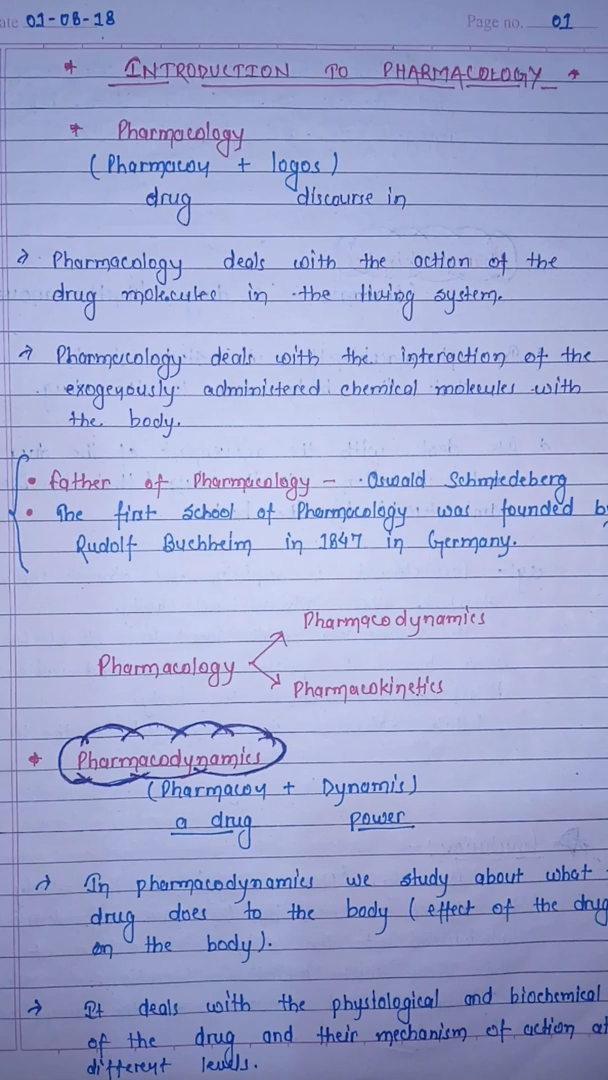 ate 01-08-18 Page no. 01
* INTRODUCTION TO PHARMACOLOGY *
* Pharmacology
(Pharmacoy + logos)
drug discourse in
→ Pharmacology deals with the action of the
drug molecules in the living system.
→ Pharmacology deals with the interaction of the
exogeyously administered chemical molecules with
the body.
• father of Pharmacology - Oswald Schmiedeberg
• The first School of Pharmacology was founded b
Rudolf Buchheim in 1847 in Germany.
Pharmacodynamics
Pharmacology
Pharmacokinetics
* Pharmacodynamics
(Pharmacoy + Dynamis)
a drug power
→ In pharmacodynamics we study about what
drug does to the body (effect of the drug
on the body).
→ It deals with the physiological and biochemical
of the drug and their mechanism of action at
different levels.